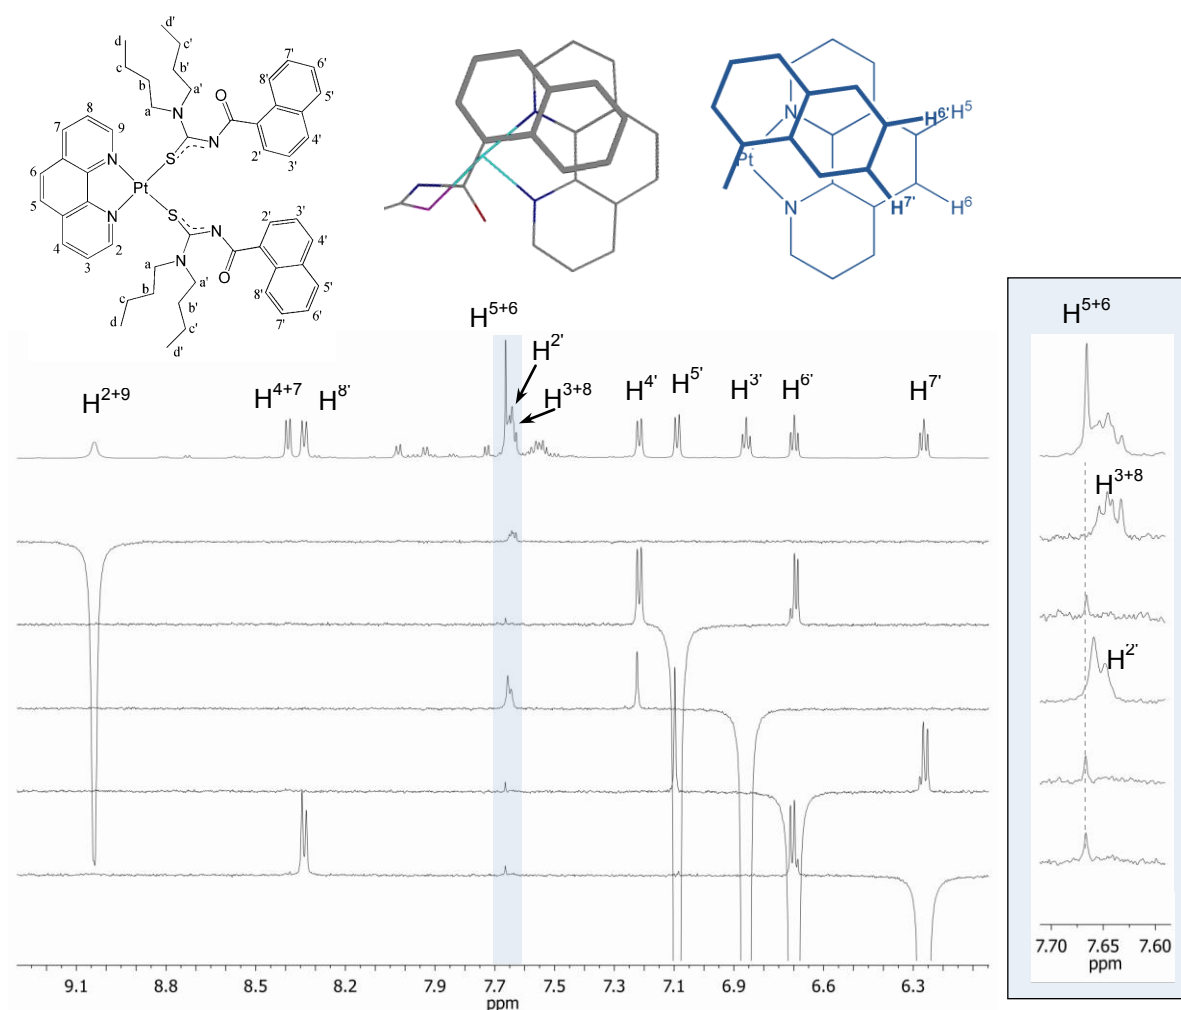 d'
d
c'
7'
c
b'
8'
6'
b
O
5'
a
a'
8
N
7
9
N
4'
S
2'
3'
6
N
Pt
5
N
S
2'
3'
4
2
N
4'
3
a
N
O
5'
b
a'
8'
c
b'
7'
6'
d
c'
d'
N
H6'
H5
Pt
N
H7'
H6
H5+6
H2'
H2+9
H4+7
H8'
H3+8
H4'
H5'
H3'
H6'
H7'
9.1 8.8 8.5 8.2 7.9 7.6 7.5 7.3 7.1 6.9 6.6 6.3
ppm
H5+6
H3+8
H2'
7.70 7.65 7.60
ppm